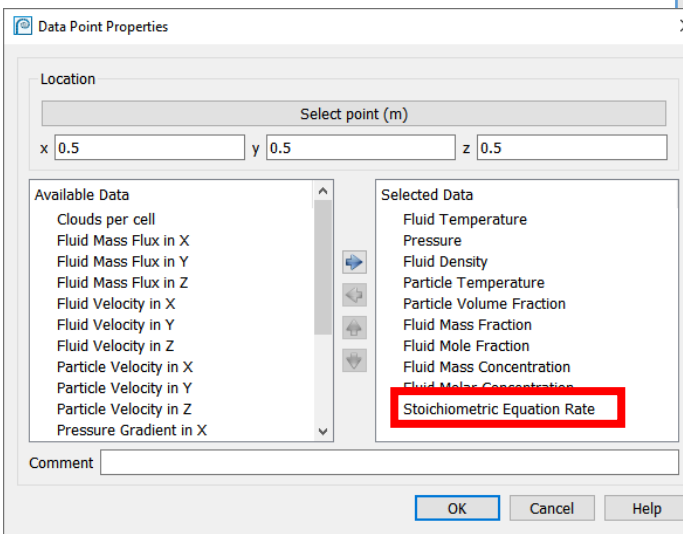 Data Point Properties
Location
Select point (m)
x 0.5 y 0.5 z 0.5
Available Data
Clouds per cell
Fluid Mass Flux in X
Fluid Mass Flux in Y
Fluid Mass Flux in Z
Fluid Velocity in X
Fluid Velocity in Y
Fluid Velocity in Z
Particle Velocity in X
Particle Velocity in Y
Particle Velocity in Z
Pressure Gradient in X
Selected Data
Fluid Temperature
Pressure
Fluid Density
Particle Temperature
Particle Volume Fraction
Fluid Mass Fraction
Fluid Mole Fraction
Fluid Mass Concentration
Fluid Molar Concentration
Stoichiometric Equation Rate
Comment
OK Cancel Help